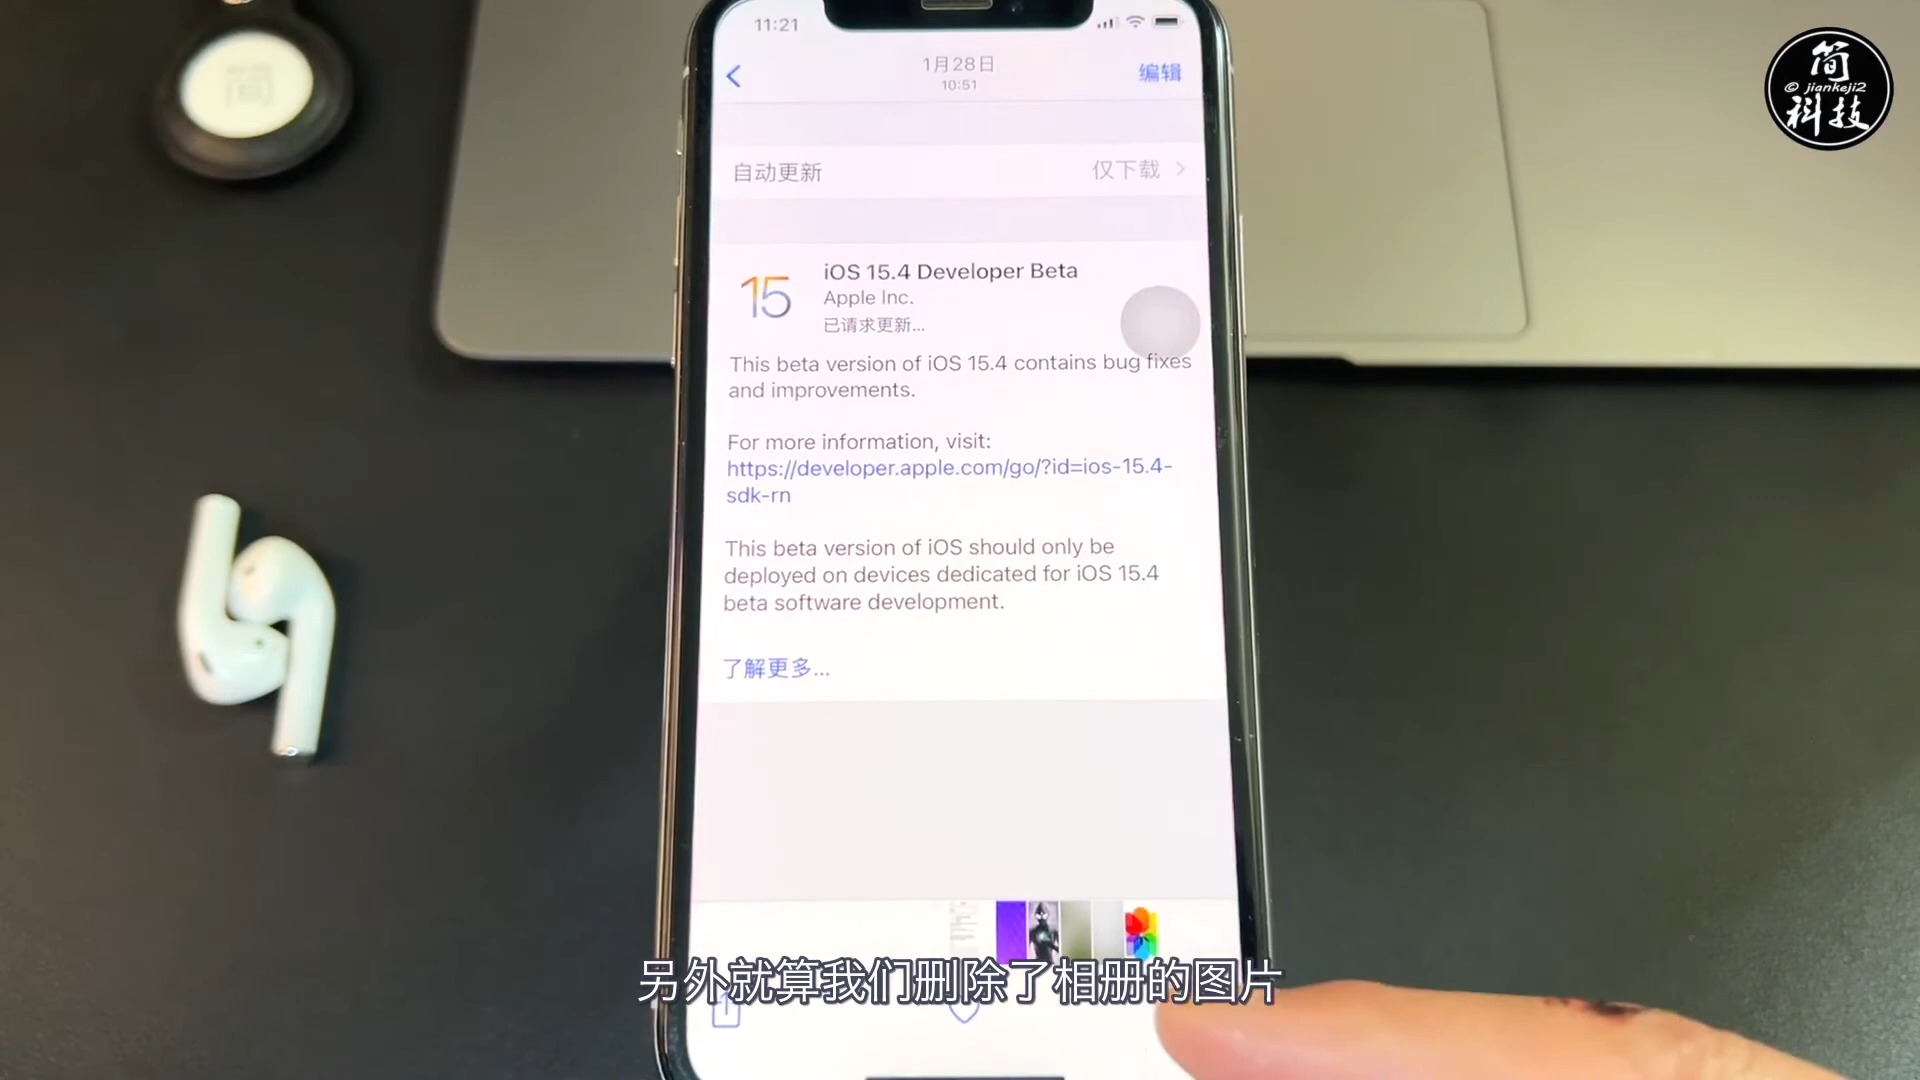 11:21
1月28日
10:51
编辑
简
© jiankeji2
科技
简
自动更新
仅下载
15
iOS 15.4 Developer Beta
Apple Inc.
已请求更新...
This beta version of iOS 15.4 contains bug fixes
and improvements.
For more information, visit:
https://developer.apple.com/go/?id=ios-15.4-
sdk-rn
This beta version of iOS should only be
deployed on devices dedicated for iOS 15.4
beta software development.
了解更多...
另外就算我们删除了相册的图片